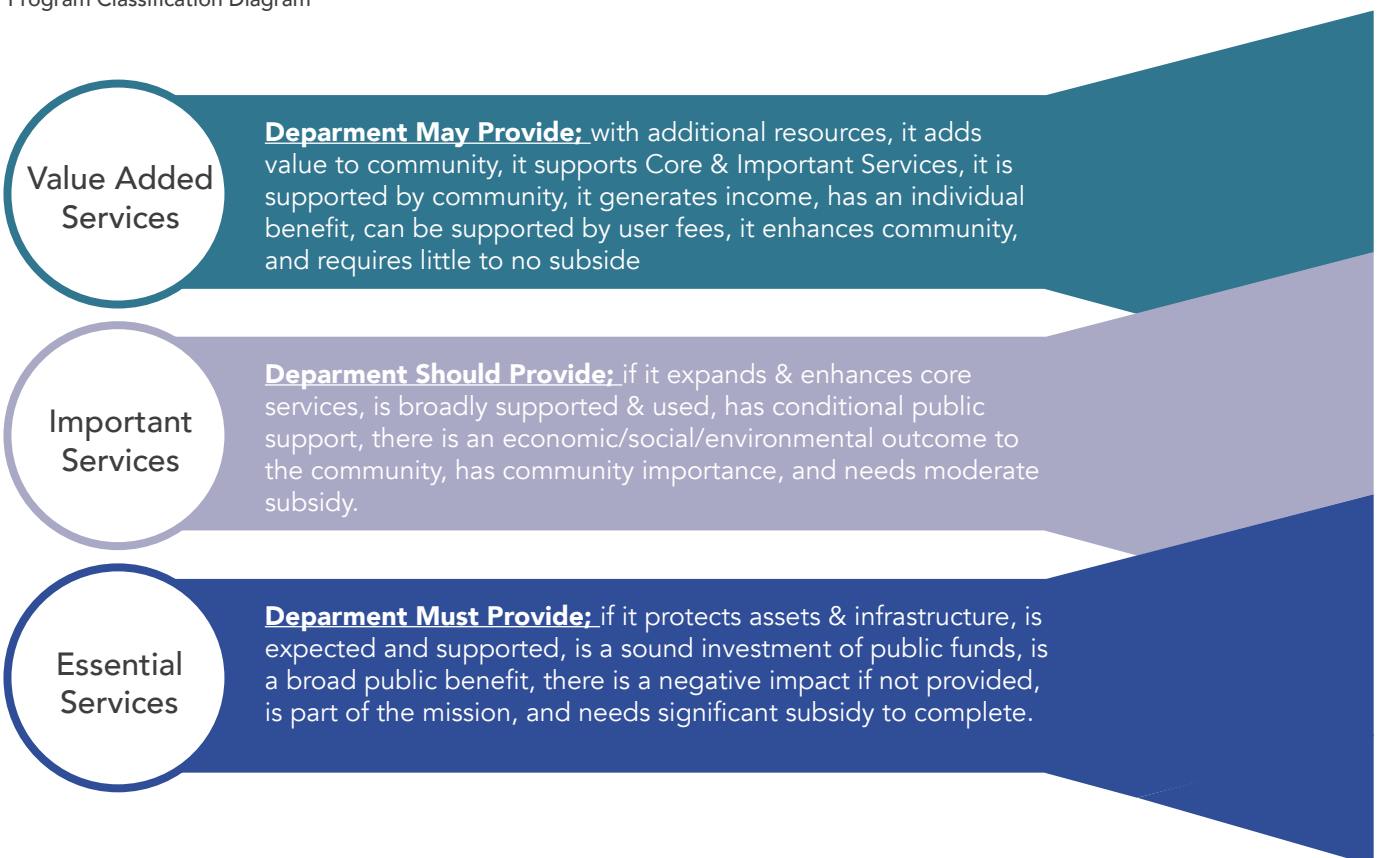 Program Classification Diagram
Value Added
Services
Deparment May Provide; with additional resources, it adds
value to community, it supports Core & Important Services, it is
supported by community, it generates income, has an individual
benefit, can be supported by user fees, it enhances community,
and requires little to no subside
Important
Services
Deparment Should Provide; if it expands & enhances core
services, is broadly supported & used, has conditional public
support, there is an economic/social/environmental outcome to
the community, has community importance, and needs moderate
subsidy.
Essential
Services
Deparment Must Provide; if it protects assets & infrastructure, is
expected and supported, is a sound investment of public funds, is
a broad public benefit, there is a negative impact if not provided,
is part of the mission, and needs significant subsidy to complete.